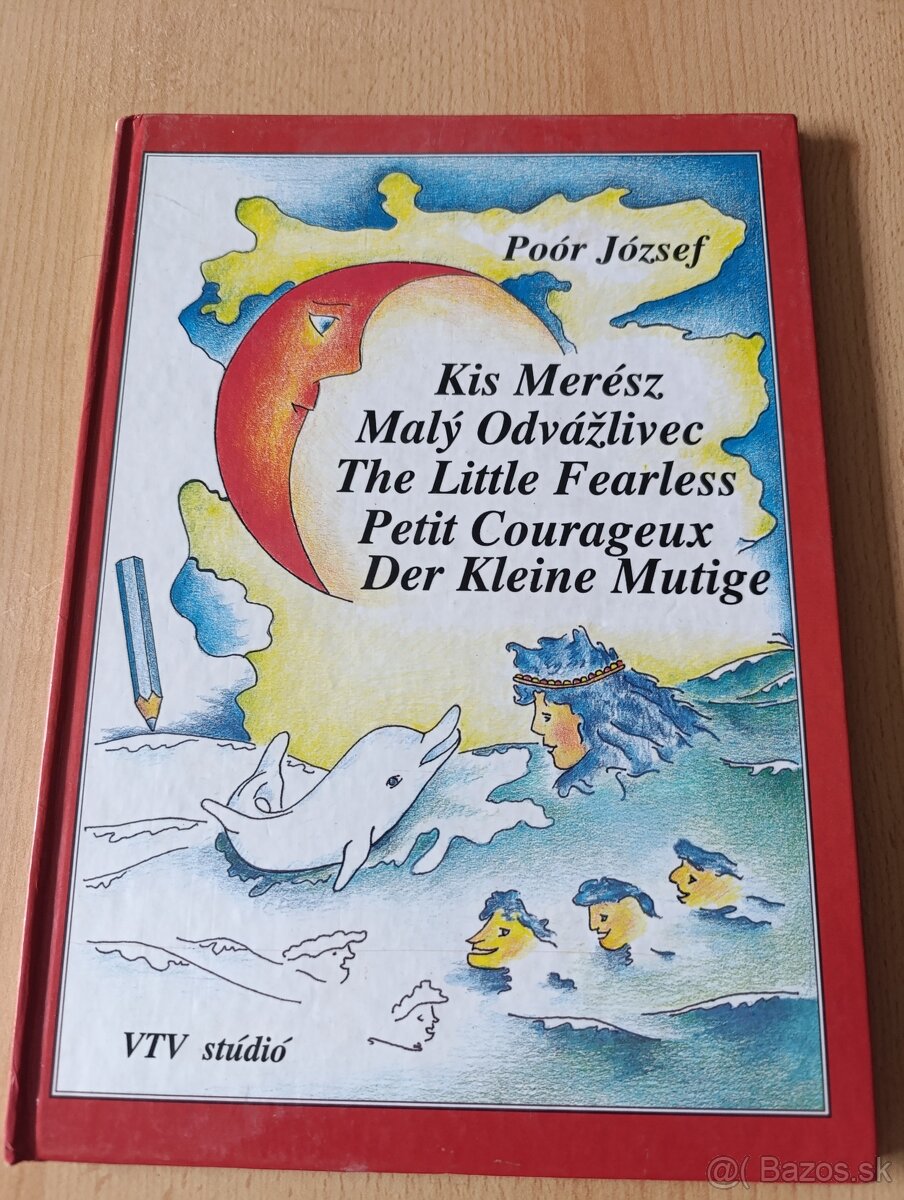 Poór József
Kis Merész
Malý Odvážlivec
The Little Fearless
Petit Courageux
Der Kleine Mutige
VTV stúdió
@( Bazos.sk